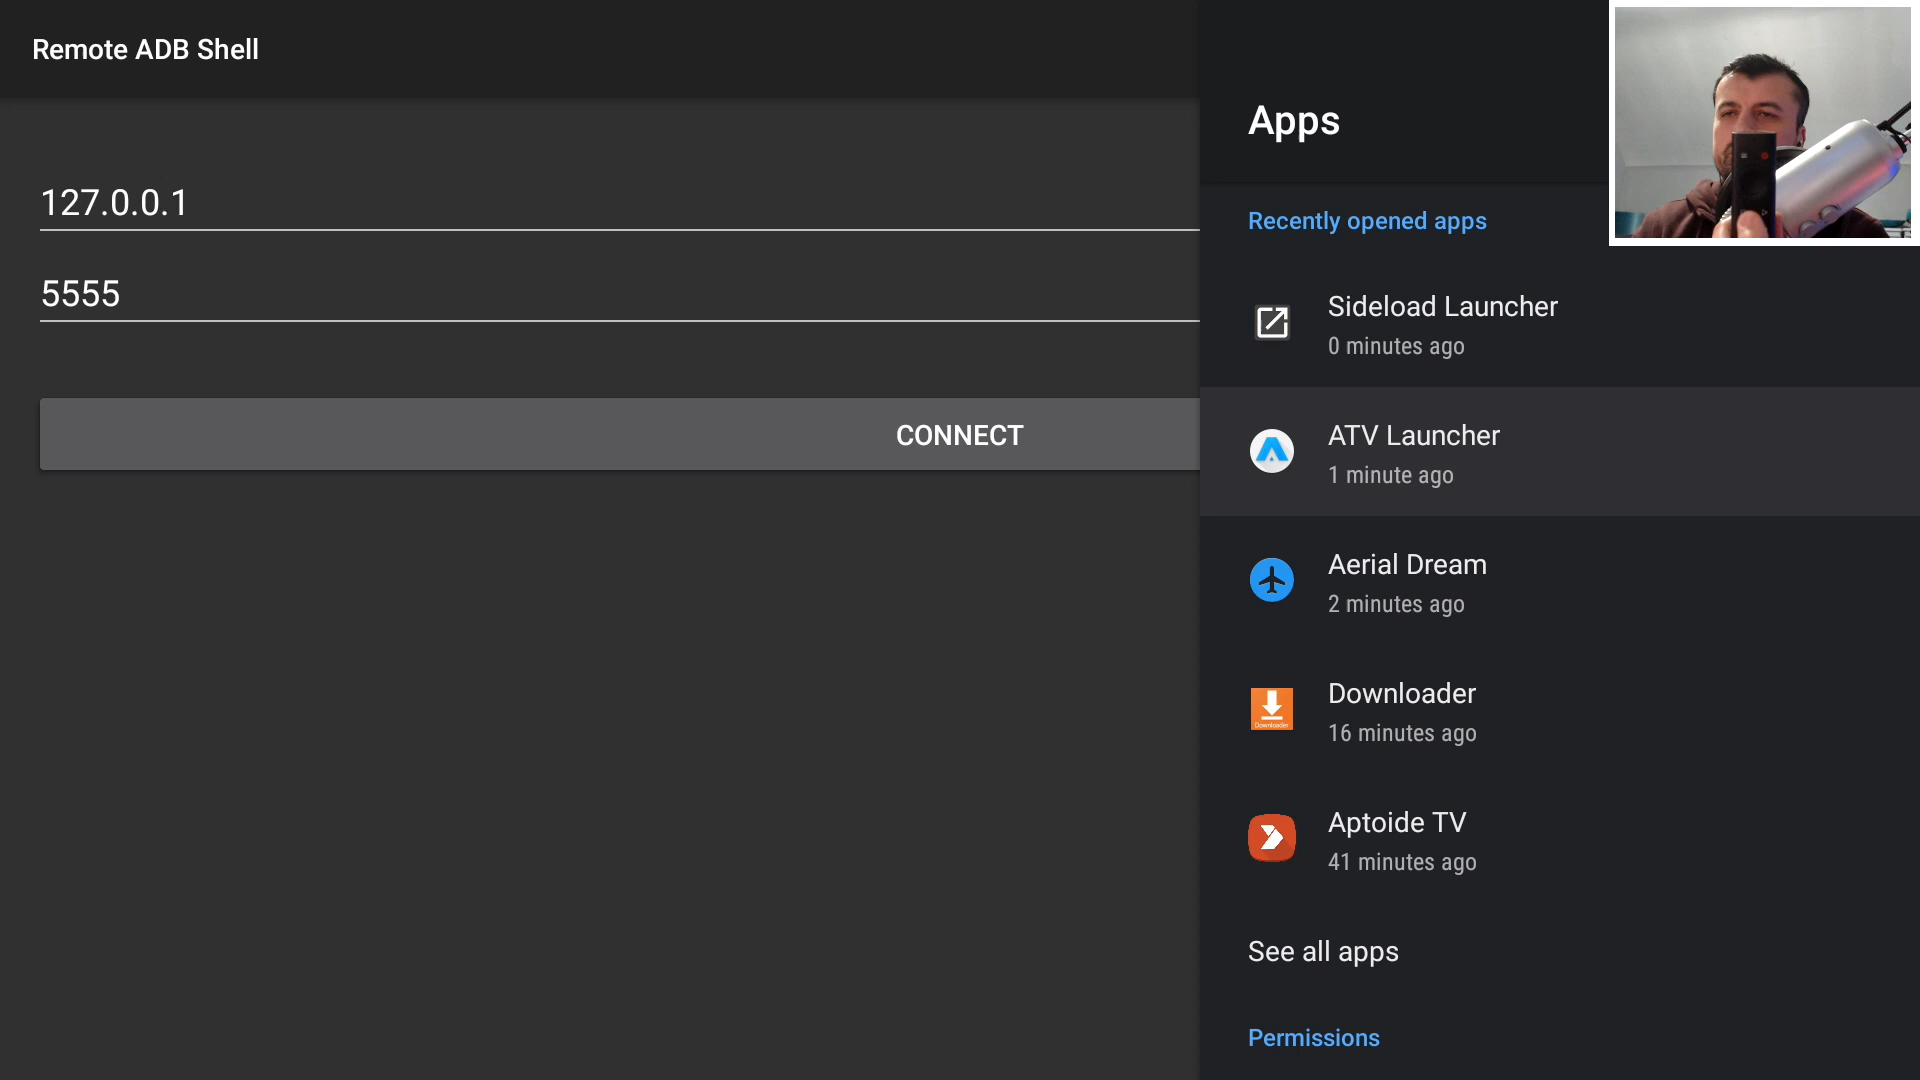 Remote ADB Shell
127.0.0.1
5555
CONNECT
Apps
Recently opened apps
Sideload Launcher
0 minutes ago
ATV Launcher
1 minute ago
Aerial Dream
2 minutes ago
Downloader
Downloader
16 minutes ago
Aptoide TV
41 minutes ago
See all apps
Permissions